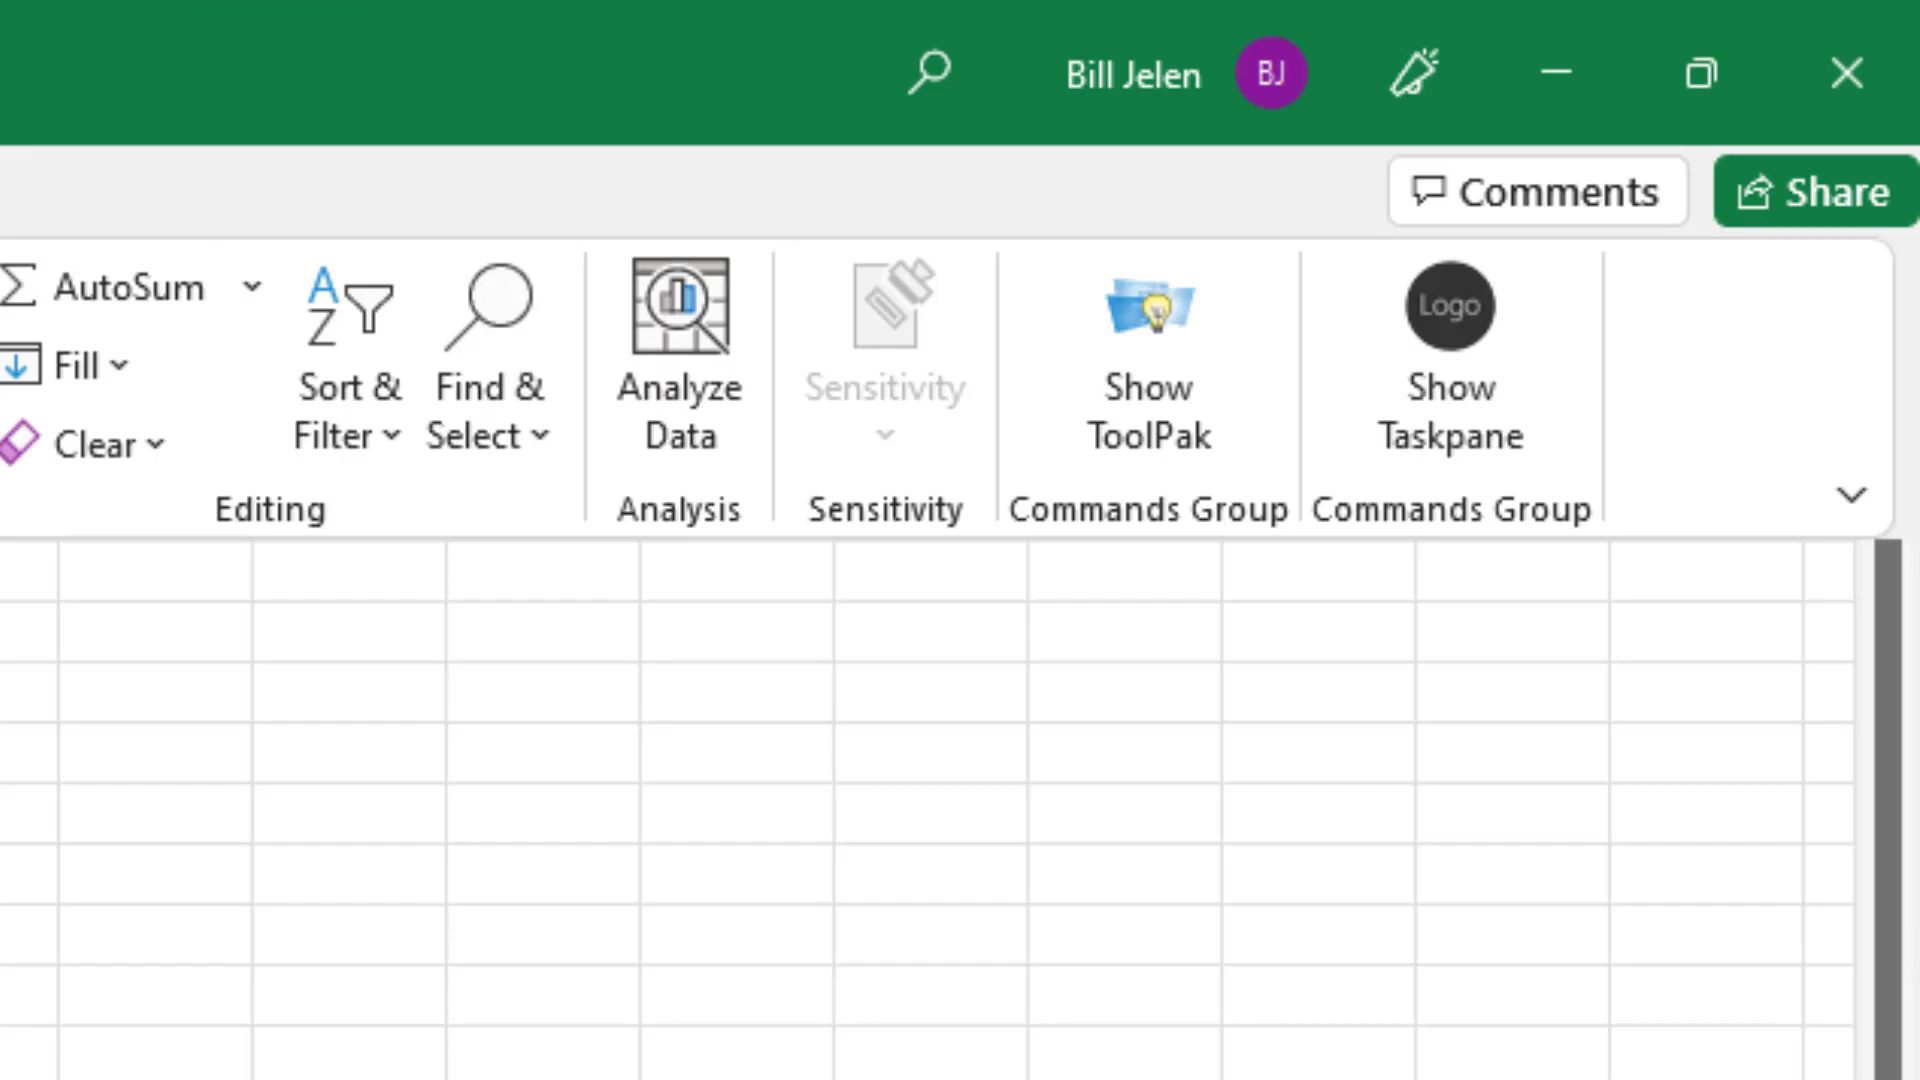 Bill Jelen BJ
Comments Share
AutoSum
Fill
Clear
A
Z
Sort &
Filter
Find &
Select
Editing
Analyze
Data
Analysis
Sensitivity
Sensitivity
Show
ToolPak
Commands Group
Logo
Show
Taskpane
Commands Group